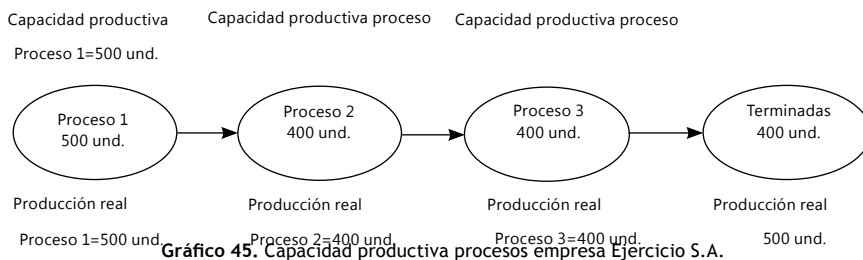 Capacidad productiva
Proceso 1=500 und.
Capacidad productiva proceso
Capacidad productiva proceso
Proceso 1
500 und.
Proceso 2
400 und.
Proceso 3
400 und.
Terminadas
400 und.
Producción real
Proceso 1=500 und.
Producción real
Proceso 2=400 und.
Producción real
Proceso 3=400 und.
Producción real
500 und.
Gráfico 45. Capacidad productiva procesos empresa Ejercicio S.A.